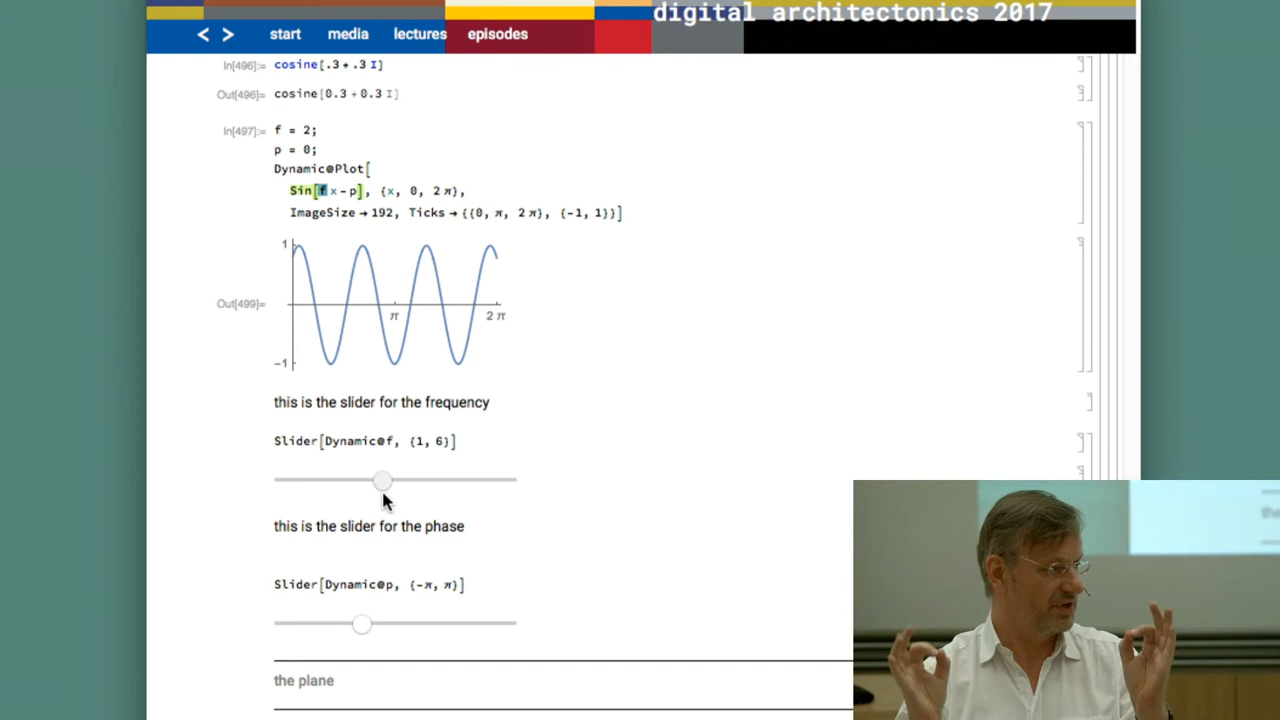 digital architectonics 2017
< > start media lectures episodes
In[496]:= cosine[.3 + .3 I]
Out[496]= cosine[0.3 + 0.3 I]
In[497]:= f = 2;
p = 0;
Dynamic@Plot[
Sin[f x - p], {x, 0, 2 π},
ImageSize → 192, Ticks → {{0, π, 2 π}, {-1, 1}}]
1
Out[499]=
π
2 π
-1
this is the slider for the frequency
Slider[Dynamic@f, {1, 6}]
this is the slider for the phase
Slider[Dynamic@p, {-π, π}]
the plane